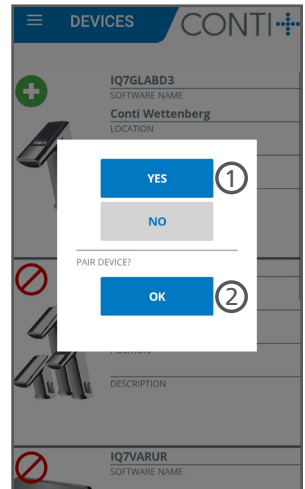 DEVICES
CONTI+
IQ7GLABD3
SOFTWARE NAME
Conti Wettenberg
LOCATION
YES
1
NO
PAIR DEVICE?
OK
2
POSITION
DESCRIPTION
IQ7VARUR
SOFTWARE NAME